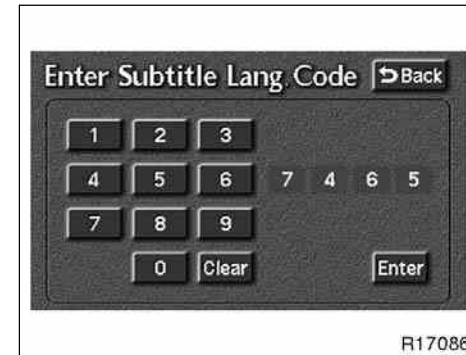 Enter Subtitle Lang. Code Back
1 2 3
4 5 6 7 4 6 5
7 8 9
0 Clear Enter
R17086